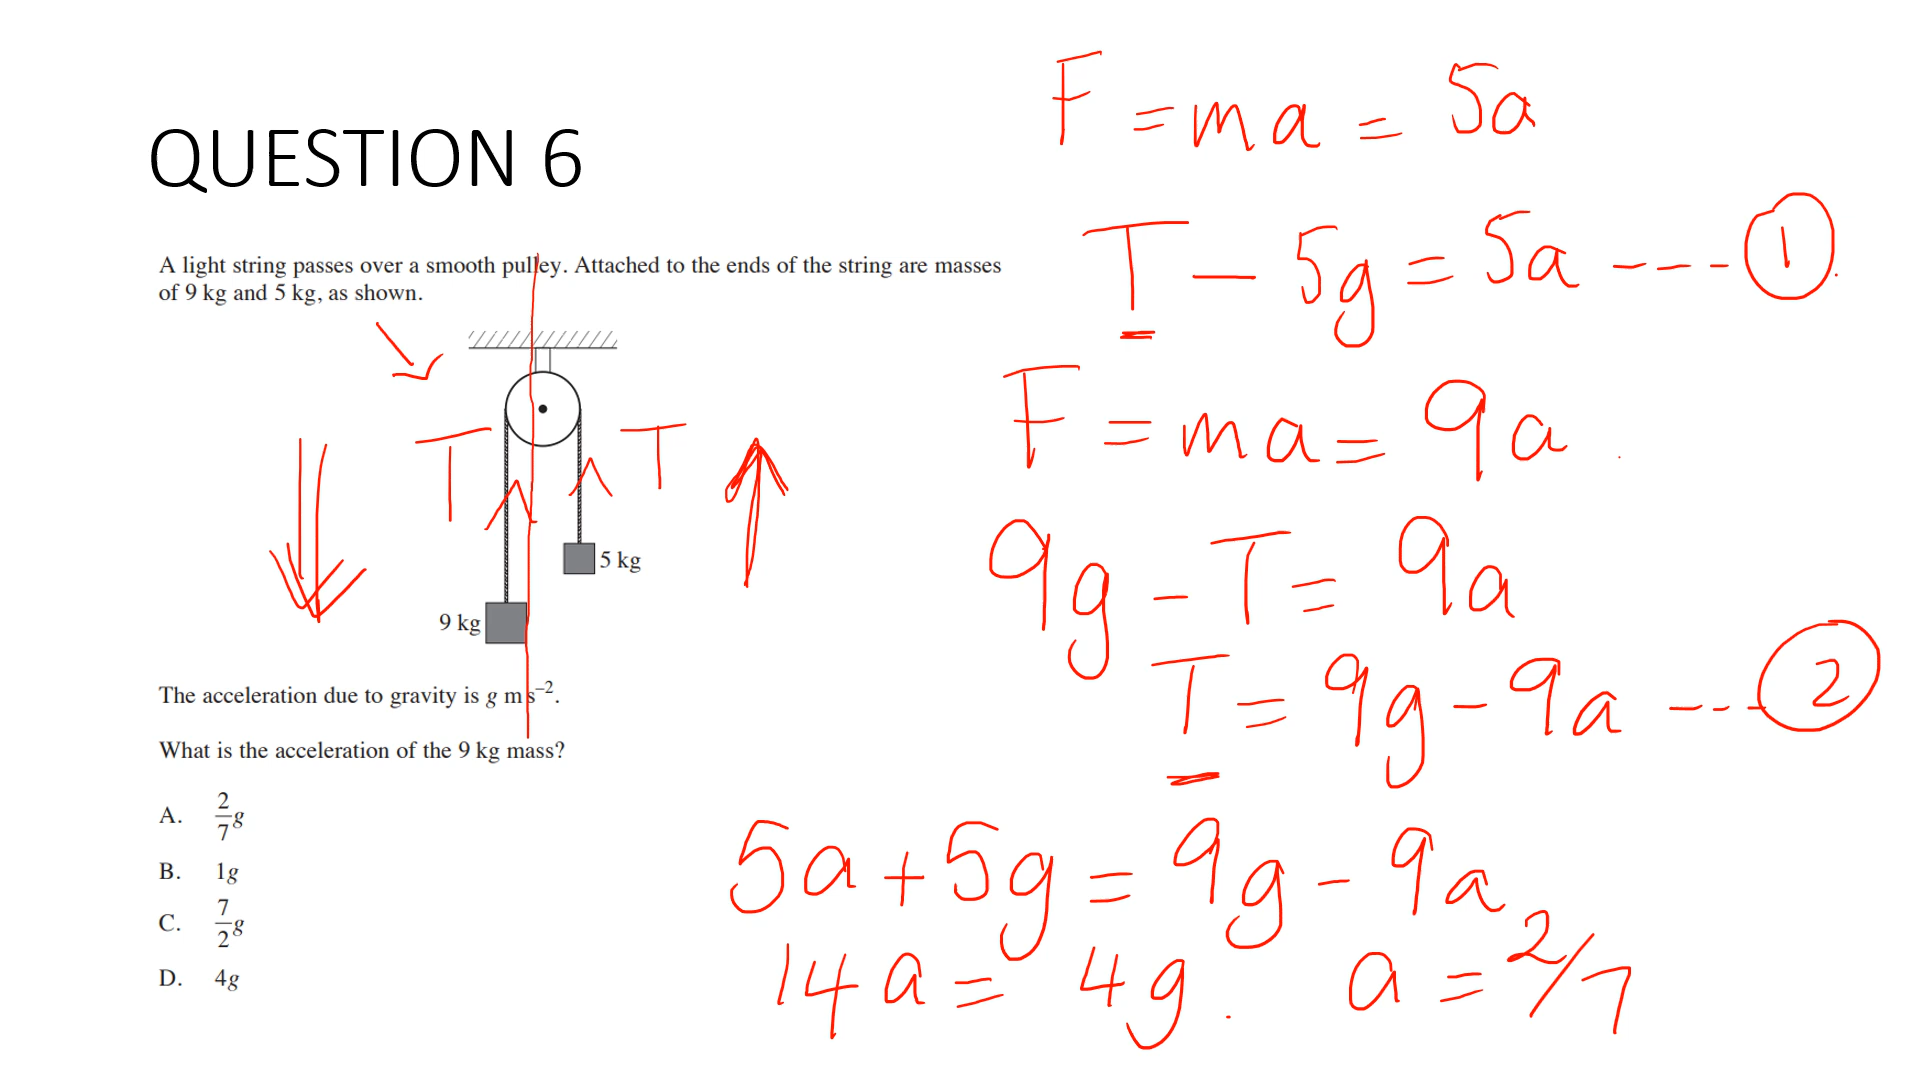 QUESTION 6
A light string passes over a smooth pulley. Attached to the ends of the string are masses
of 9 kg and 5 kg, as shown.
T
T
5 kg
9 kg
The acceleration due to gravity is g m s⁻².
What is the acceleration of the 9 kg mass?
A. 2/7 g
B. 1g
C. 7/2 g
D. 4g
F = ma = 5a
T - 5g = 5a ---- 1
F = ma = 9a
9g - T = 9a
T = 9g - 9a --- 2
5a + 5g = 9g - 9a
14a = 4g. a = 2/7